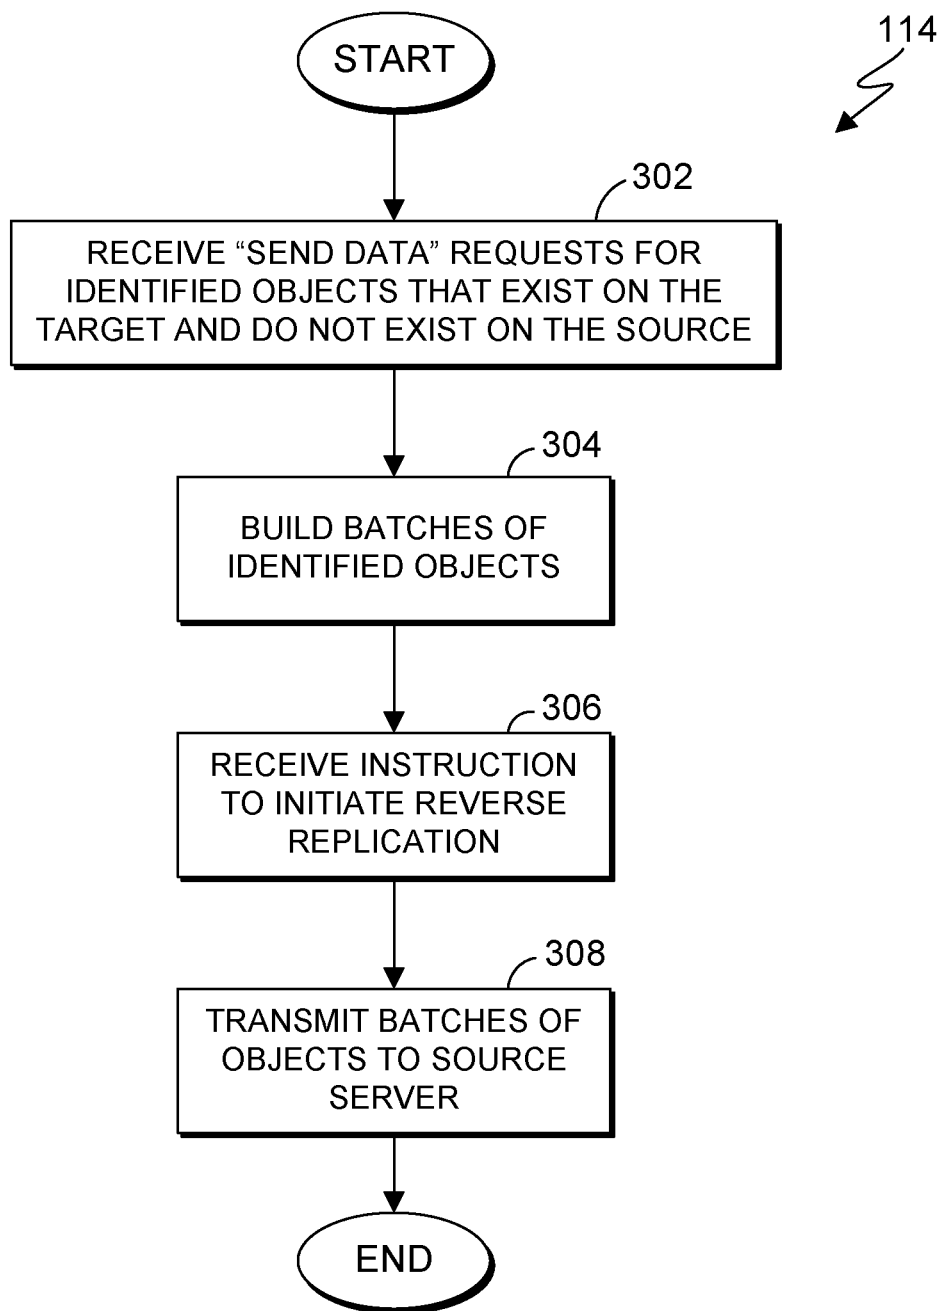 START
114
302
RECEIVE “SEND DATA” REQUESTS FOR
IDENTIFIED OBJECTS THAT EXIST ON THE
TARGET AND DO NOT EXIST ON THE SOURCE
304
BUILD BATCHES OF
IDENTIFIED OBJECTS
306
RECEIVE INSTRUCTION
TO INITIATE REVERSE
REPLICATION
308
TRANSMIT BATCHES OF
OBJECTS TO SOURCE
SERVER
END